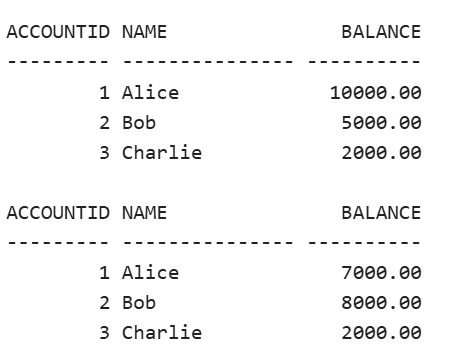 ACCOUNTID NAME                BALANCE
--------- --------------- ----------
        1 Alice             10000.00
        2 Bob                5000.00
        3 Charlie            2000.00

ACCOUNTID NAME                BALANCE
--------- --------------- ----------
        1 Alice              7000.00
        2 Bob                8000.00
        3 Charlie            2000.00